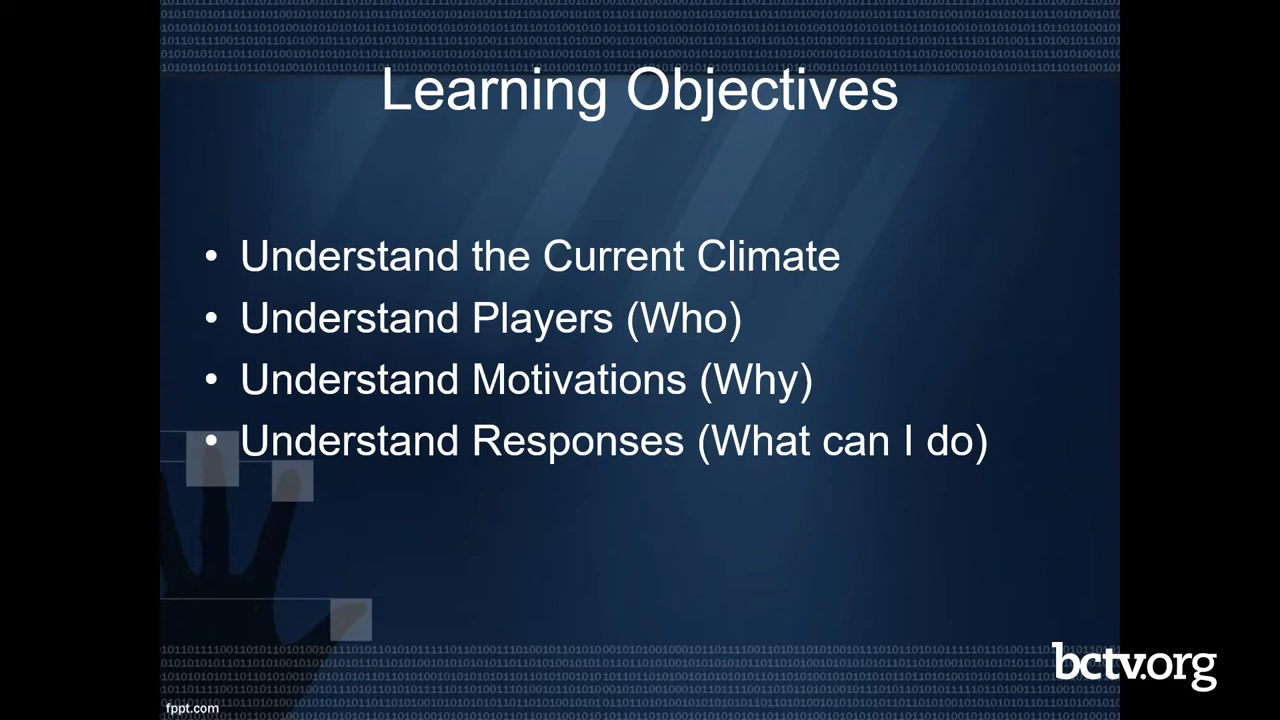 Learning Objectives
• Understand the Current Climate
• Understand Players (Who)
• Understand Motivations (Why)
• Understand Responses (What can I do)
bctv.org
fppt.com